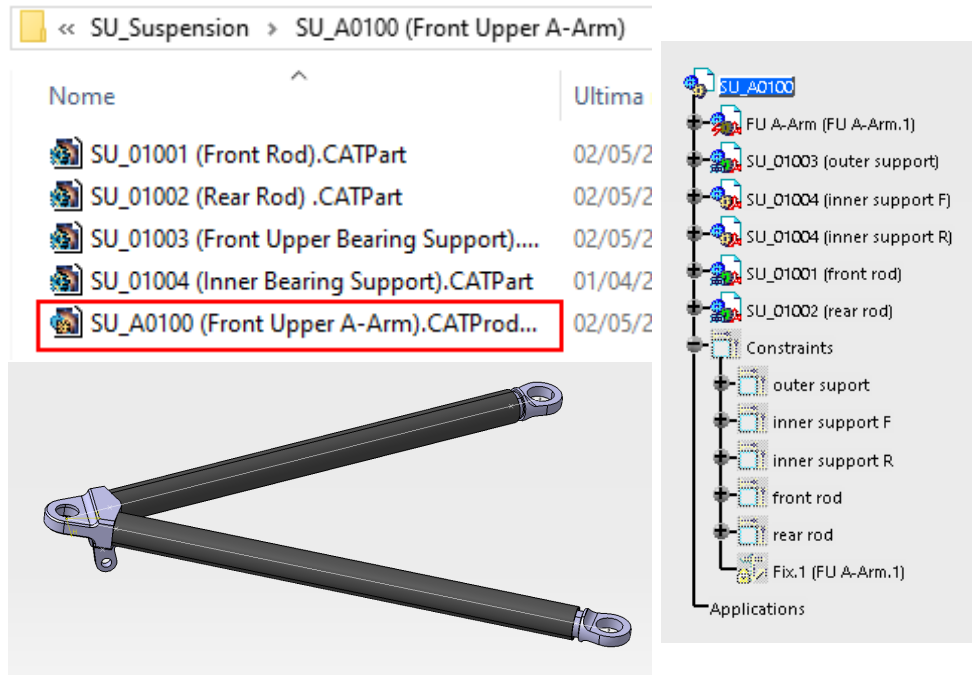 « SU_Suspension > SU_A0100 (Front Upper A-Arm)
Nome Ultima
SU_01001 (Front Rod).CATPart 02/05/2
SU_01002 (Rear Rod) .CATPart 02/05/2
SU_01003 (Front Upper Bearing Support).... 02/05/2
SU_01004 (Inner Bearing Support).CATPart 01/04/2
SU_A0100 (Front Upper A-Arm).CATProd... 02/05/2
SU_A0100
FU A-Arm (FU A-Arm.1)
SU_01003 (outer support)
SU_01004 (inner support F)
SU_01004 (inner support R)
SU_01001 (front rod)
SU_01002 (rear rod)
Constraints
outer suport
inner support F
inner support R
front rod
rear rod
Fix.1 (FU A-Arm.1)
Applications